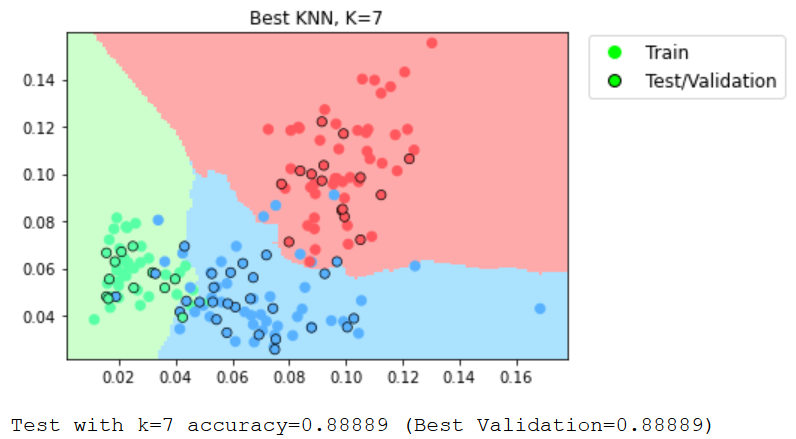 Best KNN, K=7
Train
Test/Validation
0.14
0.12
0.10
0.08
0.06
0.04
0.02 0.04 0.06 0.08 0.10 0.12 0.14 0.16
Test with k=7 accuracy=0.88889 (Best Validation=0.88889)